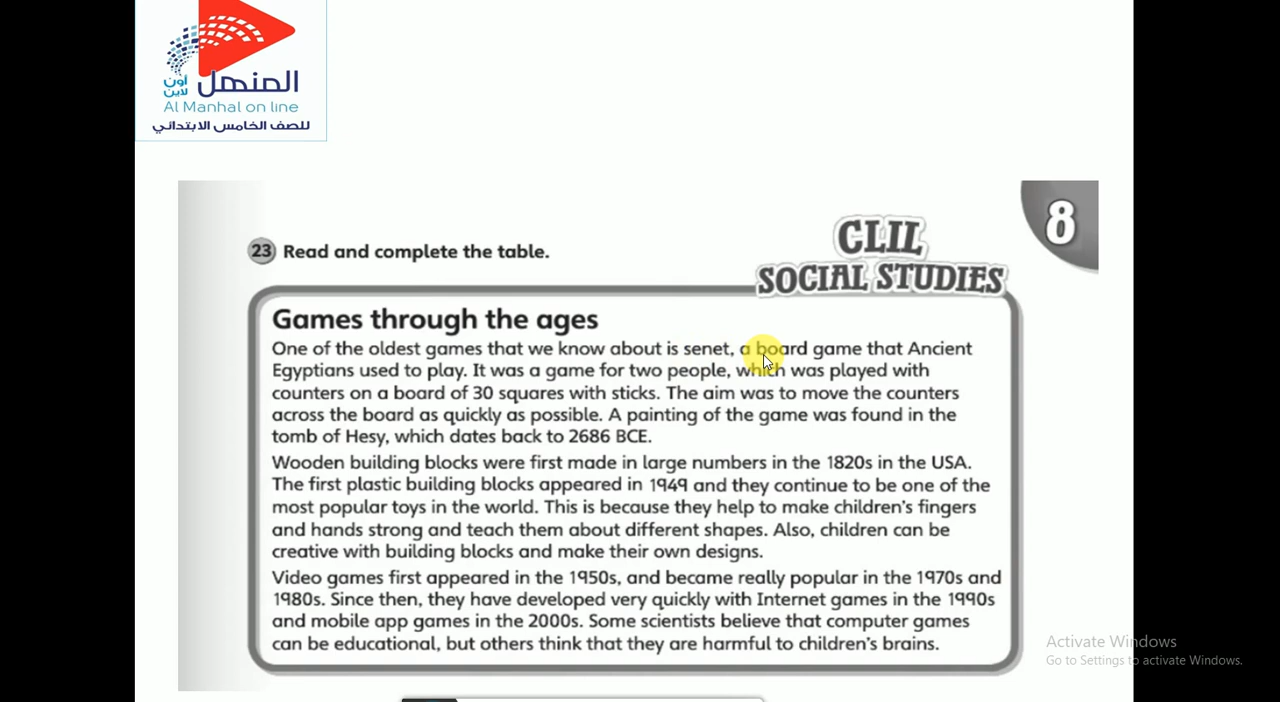 المنهل
أون
لاين
Al Manhal on line
للصف الخامس الابتدائي
8
CLIL
SOCIAL STUDIES
23 Read and complete the table.
Games through the ages
One of the oldest games that we know about is senet, a board game that Ancient
Egyptians used to play. It was a game for two people, which was played with
counters on a board of 30 squares with sticks. The aim was to move the counters
across the board as quickly as possible. A painting of the game was found in the
tomb of Hesy, which dates back to 2686 BCE.
Wooden building blocks were first made in large numbers in the 1820s in the USA.
The first plastic building blocks appeared in 1949 and they continue to be one of the
most popular toys in the world. This is because they help to make children's fingers
and hands strong and teach them about different shapes. Also, children can be
creative with building blocks and make their own designs.
Video games first appeared in the 1950s, and became really popular in the 1970s and
1980s. Since then, they have developed very quickly with Internet games in the 1990s
and mobile app games in the 2000s. Some scientists believe that computer games
can be educational, but others think that they are harmful to children's brains.
Activate Windows
Go to Settings to activate Windows.